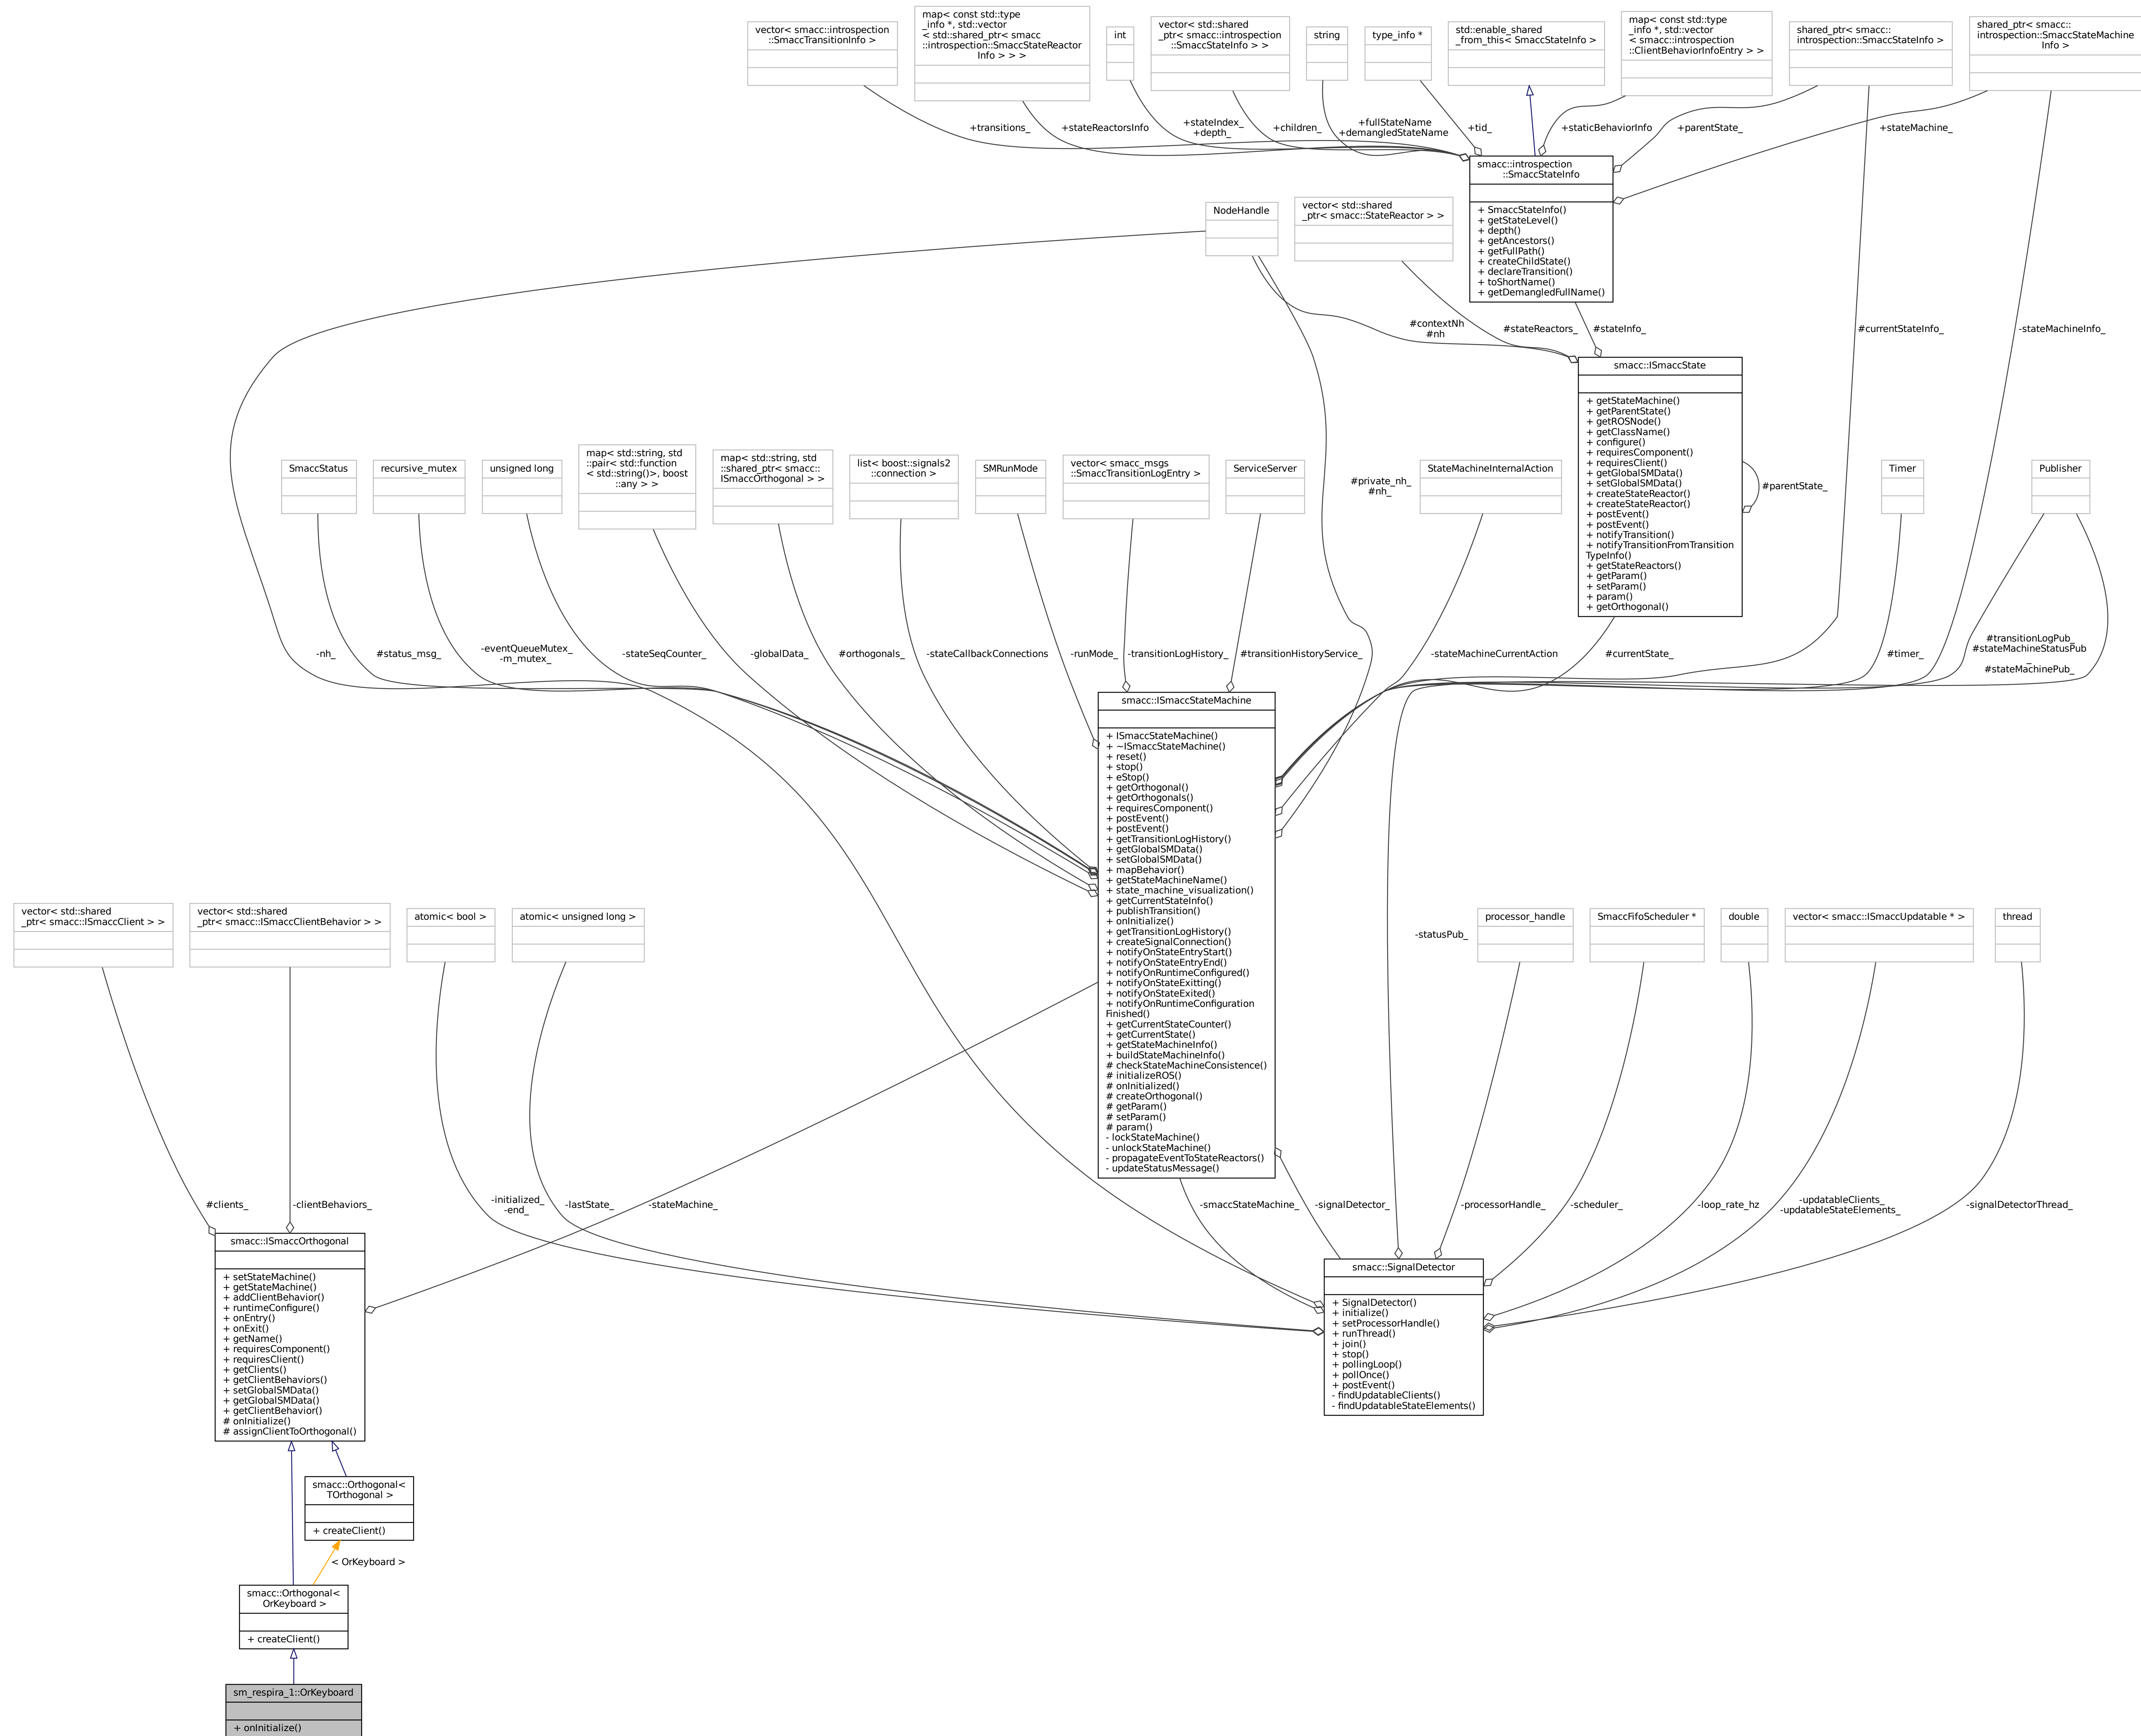 vector< smacc::introspection
::SmaccTransitionInfo >
map< const std::type
_info *, std::vector
< std::shared_ptr< smacc
::introspection::SmaccStateReactor
Info > > >
int
vector< std::shared
_ptr< smacc::introspection
::SmaccStateInfo > >
string
type_info *
std::enable_shared
_from_this< SmaccStateInfo >
map< const std::type
_info *, std::vector
< smacc::introspection
::ClientBehaviorInfoEntry > >
shared_ptr< smacc::
introspection::SmaccStateInfo >
shared_ptr< smacc::
introspection::SmaccStateMachine
Info >
+transitions_
+stateReactorsInfo
+stateIndex_
+depth_
+children_
+fullStateName
+demangledStateName
+tid_
+staticBehaviorInfo
+parentState_
+stateMachine_
smacc::introspection
::SmaccStateInfo
+ SmaccStateInfo()
+ getStateLevel()
+ depth()
+ getAncestors()
+ getFullPath()
+ createChildState()
+ declareTransition()
+ toShortName()
+ getDemangledFullName()
NodeHandle
vector< std::shared
_ptr< smacc::StateReactor > >
#contextNh
#nh
#stateReactors_
#stateInfo_
#currentStateInfo_
-stateMachineInfo_
smacc::ISmaccState
+ getStateMachine()
+ getParentState()
+ getROSNode()
+ getClassName()
+ configure()
+ requiresComponent()
+ requiresClient()
+ getGlobalSMData()
+ setGlobalSMData()
+ createStateReactor()
+ createStateReactor()
+ postEvent()
+ postEvent()
+ notifyTransition()
+ notifyTransitionFromTransition
TypeInfo()
+ getStateReactors()
+ getParam()
+ setParam()
+ param()
+ getOrthogonal()
#parentState_
SmaccStatus
recursive_mutex
unsigned long
map< std::string, std
::pair< std::function
< std::string()>, boost
::any > >
map< std::string, std
::shared_ptr< smacc::
ISmaccOrthogonal > >
list< boost::signals2
::connection >
SMRunMode
vector< smacc_msgs
::SmaccTransitionLogEntry >
ServiceServer
#private_nh_
#nh_
StateMachineInternalAction
Timer
Publisher
-nh_
#status_msg_
-eventQueueMutex_
-m_mutex_
-stateSeqCounter_
-globalData_
#orthogonals_
-stateCallbackConnections
-runMode_
-transitionLogHistory_
#transitionHistoryService_
-stateMachineCurrentAction
#currentState_
#timer_
#transitionLogPub_
#stateMachineStatusPub
_
#stateMachinePub_
smacc::ISmaccStateMachine
+ ISmaccStateMachine()
+ ~ISmaccStateMachine()
+ reset()
+ stop()
+ eStop()
+ getOrthogonal()
+ getOrthogonals()
+ requiresComponent()
+ postEvent()
+ postEvent()
+ getTransitionLogHistory()
+ getGlobalSMData()
+ setGlobalSMData()
+ mapBehavior()
+ getStateMachineName()
+ state_machine_visualization()
+ getCurrentStateInfo()
+ publishTransition()
+ onInitialize()
+ getTransitionLogHistory()
+ createSignalConnection()
+ notifyOnStateEntryStart()
+ notifyOnStateEntryEnd()
+ notifyOnRuntimeConfigured()
+ notifyOnStateExitting()
+ notifyOnStateExited()
+ notifyOnRuntimeConfiguration
Finished()
+ getCurrentStateCounter()
+ getCurrentState()
+ getStateMachineInfo()
+ buildStateMachineInfo()
# checkStateMachineConsistence()
# initializeROS()
# onInitialized()
# createOrthogonal()
# getParam()
# setParam()
# param()
- lockStateMachine()
- unlockStateMachine()
- propagateEventToStateReactors()
- updateStatusMessage()
vector< std::shared
_ptr< smacc::ISmaccClient > >
vector< std::shared
_ptr< smacc::ISmaccClientBehavior > >
atomic< bool >
atomic< unsigned long >
-statusPub_
processor_handle
SmaccFifoScheduler *
double
vector< smacc::ISmaccUpdatable * >
thread
#clients_
-clientBehaviors_
-initialized_
-end_
-lastState_
-stateMachine_
-smaccStateMachine_
-signalDetector_
-processorHandle_
-scheduler_
-loop_rate_hz
-updatableClients_
-updatableStateElements_
-signalDetectorThread_
smacc::ISmaccOrthogonal
+ setStateMachine()
+ getStateMachine()
+ addClientBehavior()
+ runtimeConfigure()
+ onEntry()
+ onExit()
+ getName()
+ requiresComponent()
+ requiresClient()
+ getClients()
+ getClientBehaviors()
+ setGlobalSMData()
+ getGlobalSMData()
+ getClientBehavior()
# onInitialize()
# assignClientToOrthogonal()
smacc::SignalDetector
+ SignalDetector()
+ initialize()
+ setProcessorHandle()
+ runThread()
+ join()
+ stop()
+ pollingLoop()
+ pollOnce()
+ postEvent()
- findUpdatableClients()
- findUpdatableStateElements()
smacc::Orthogonal<
TOrthogonal >
+ createClient()
< OrKeyboard >
smacc::Orthogonal<
OrKeyboard >
+ createClient()
sm_respira_1::OrKeyboard
+ onInitialize()